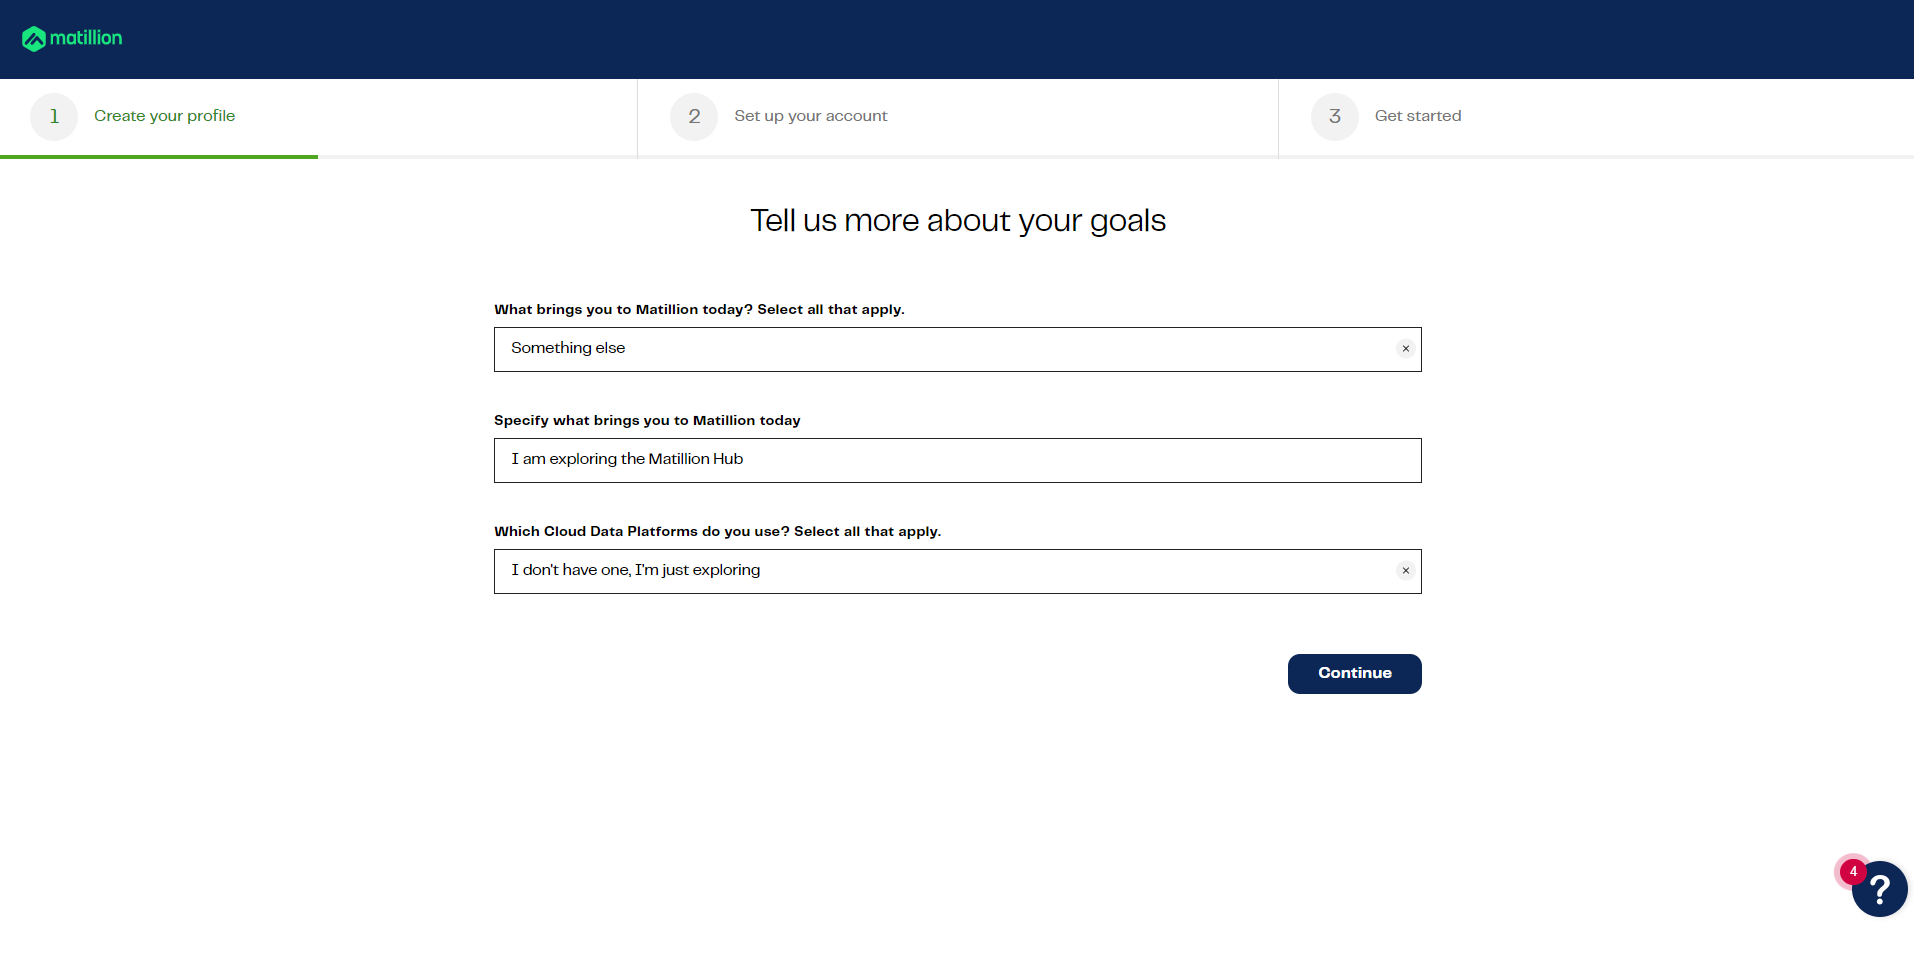 matillion
1 Create your profile
2 Set up your account
3 Get started
Tell us more about your goals
What brings you to Matillion today? Select all that apply.
Something else
Specify what brings you to Matillion today
I am exploring the Matillion Hub
Which Cloud Data Platforms do you use? Select all that apply.
I don't have one, I'm just exploring
Continue
4
?